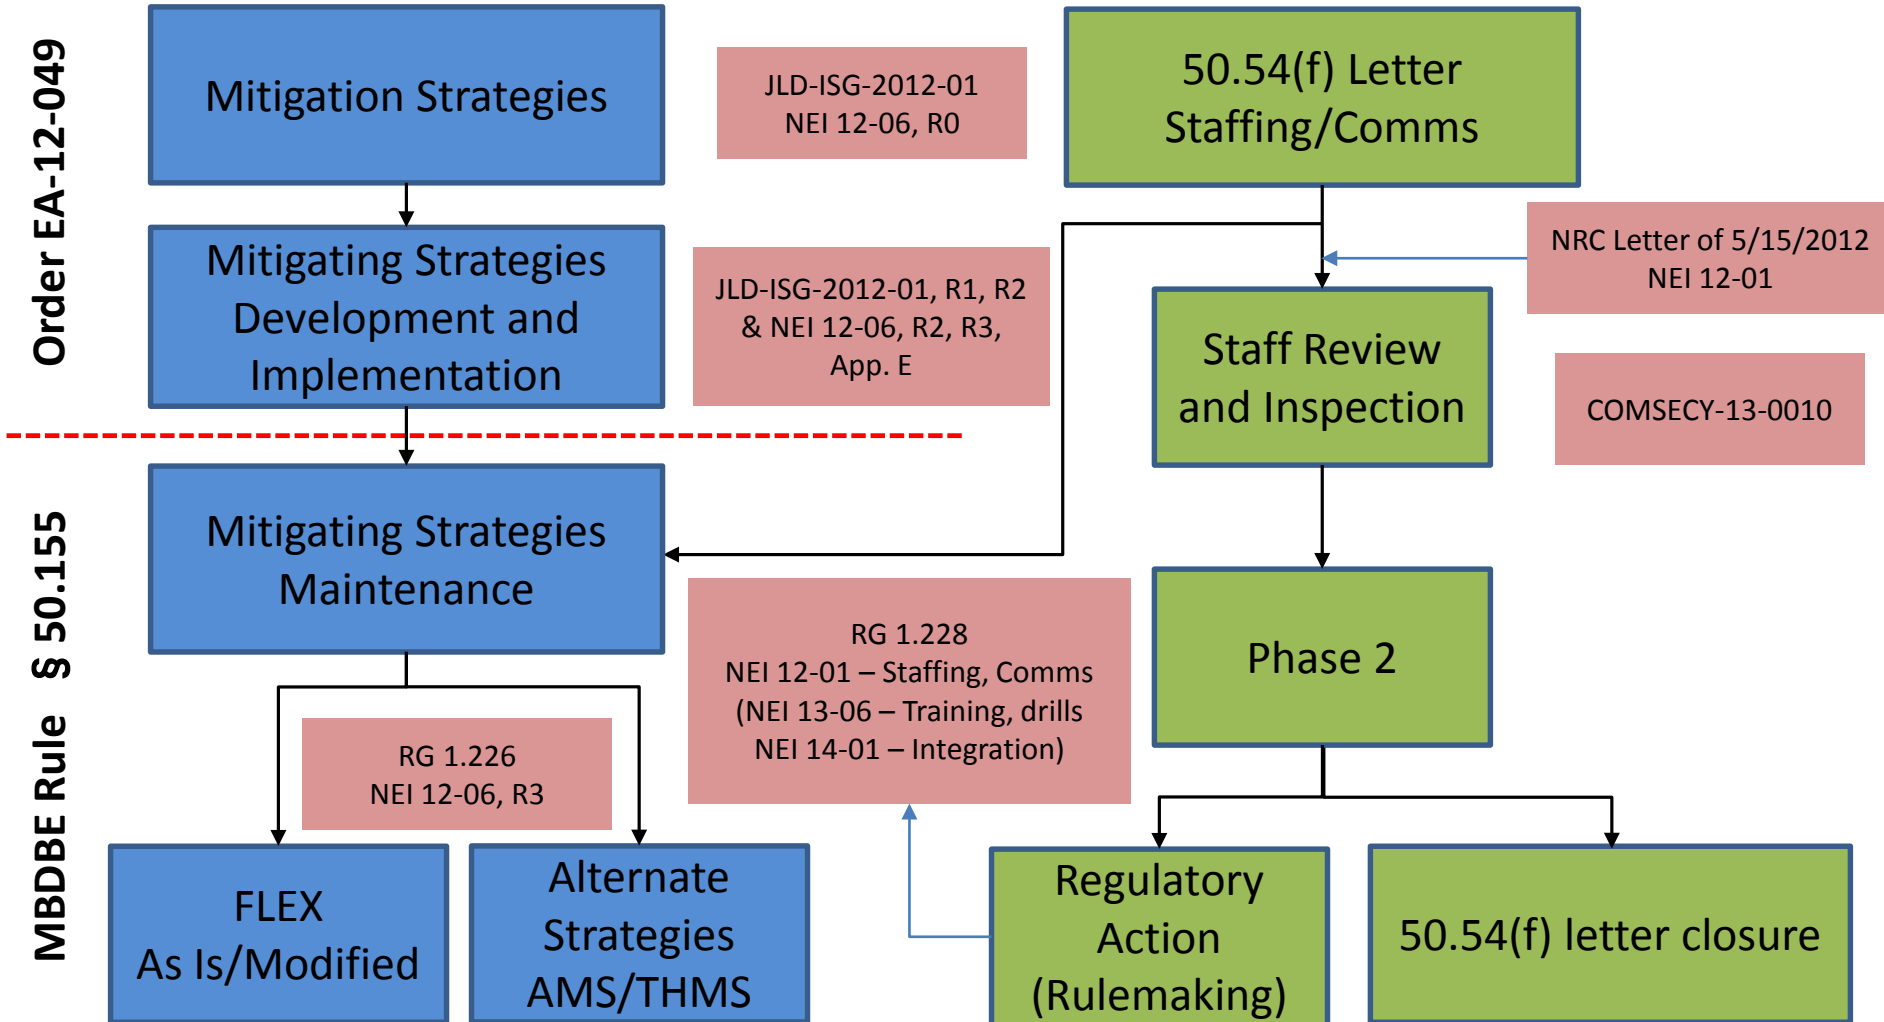 Order EA-12-049
Mitigation Strategies
JLD-ISG-2012-01
NEI 12-06, R0
50.54(f) Letter
Staffing/Comms
Mitigating Strategies
Development and
Implementation
JLD-ISG-2012-01, R1, R2
& NEI 12-06, R2, R3,
App. E
NRC Letter of 5/15/2012
NEI 12-01
Staff Review
and Inspection
COMSECY-13-0010
MBDBE Rule § 50.155
Mitigating Strategies
Maintenance
RG 1.228
NEI 12-01 – Staffing, Comms
(NEI 13-06 – Training, drills
NEI 14-01 – Integration)
Phase 2
RG 1.226
NEI 12-06, R3
FLEX
As Is/Modified
Alternate
Strategies
AMS/THMS
Regulatory
Action
(Rulemaking)
50.54(f) letter closure